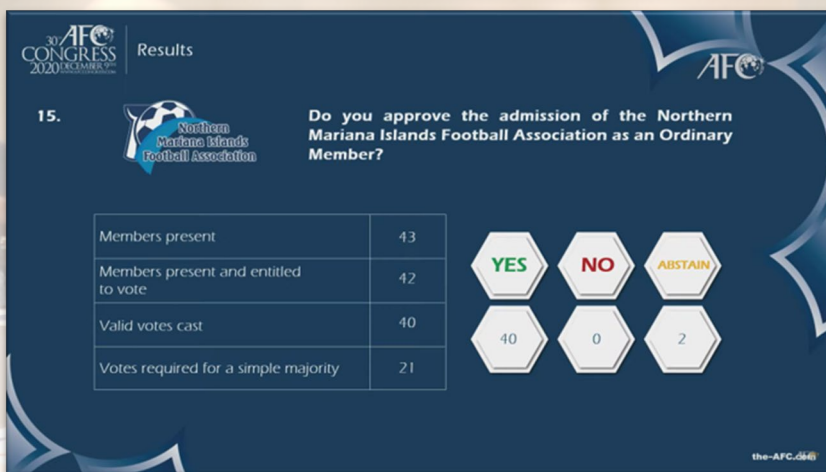 30th AFC
CONGRESS
2020 DECEMBER 9TH
Results
AFC
15.
Northern
Mariana Islands
Football Association
Do you approve the admission of the Northern
Mariana Islands Football Association as an Ordinary
Member?
Members present 43
Members present and entitled
to vote 42
Valid votes cast 40
Votes required for a simple majority 21
YES NO ABSTAIN
40 0 2
the-AFC.com